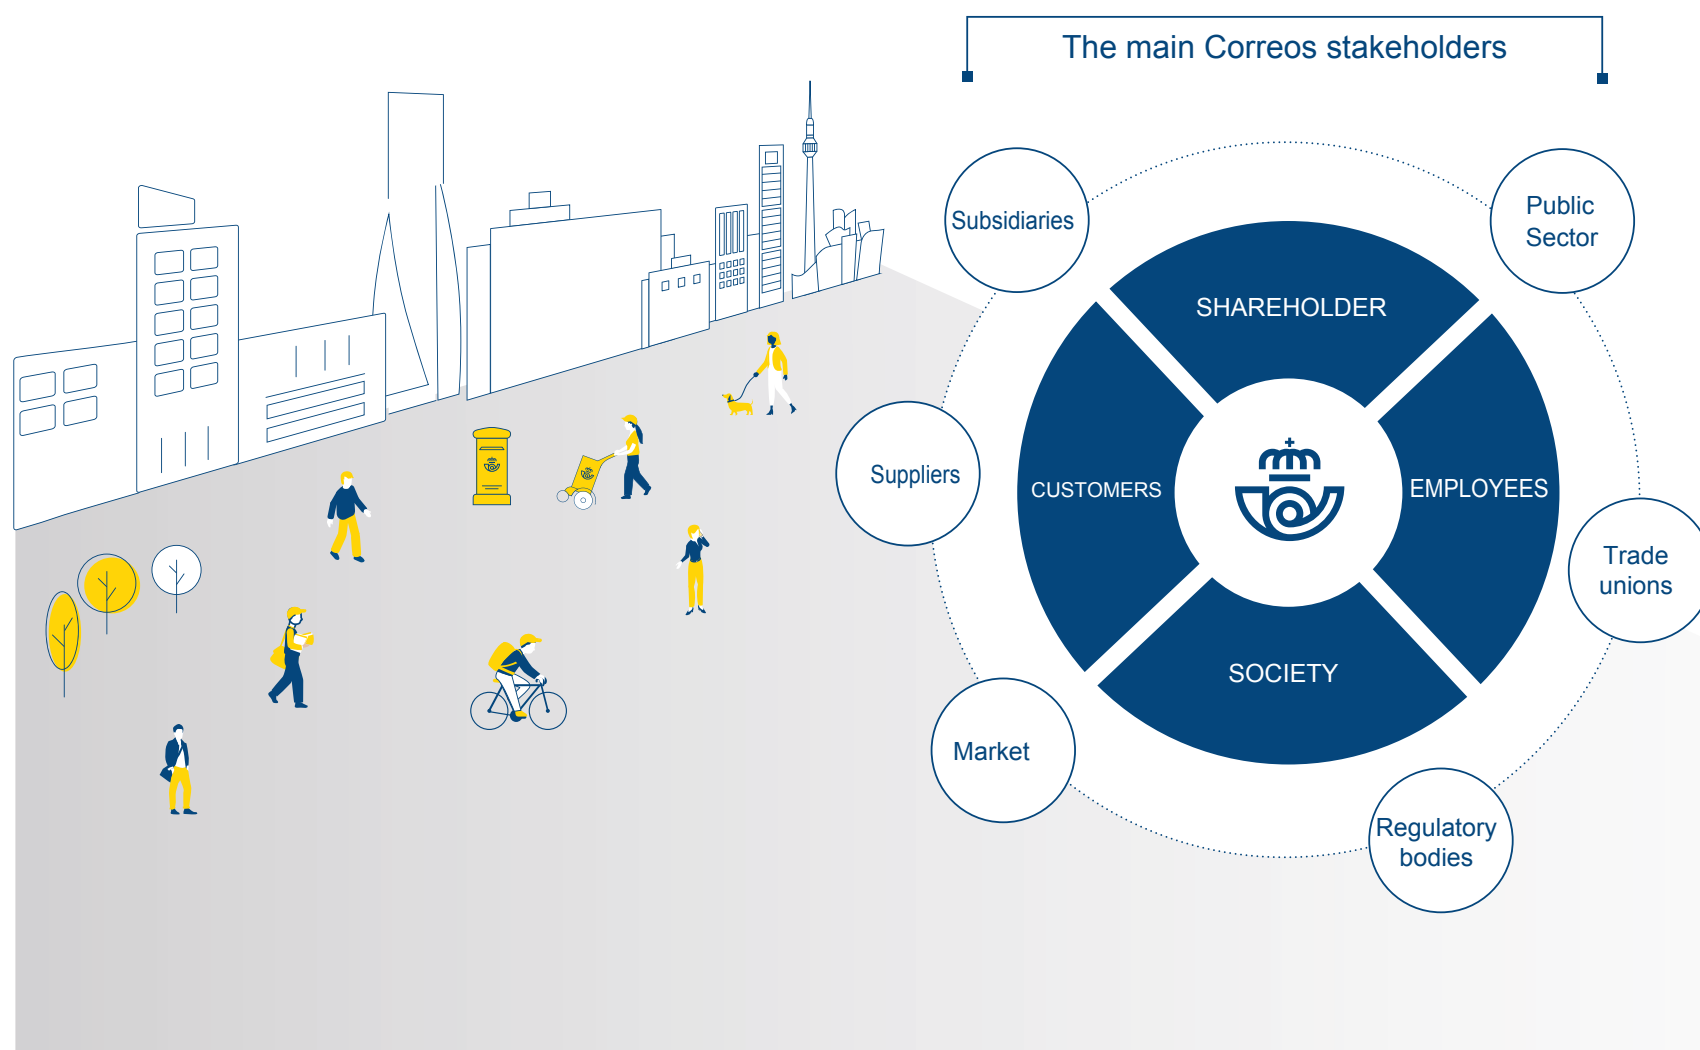 The main Correos stakeholders
Subsidiaries
Public
Sector
SHAREHOLDER
Suppliers
CUSTOMERS
EMPLOYEES
Trade
unions
SOCIETY
Market
Regulatory
bodies